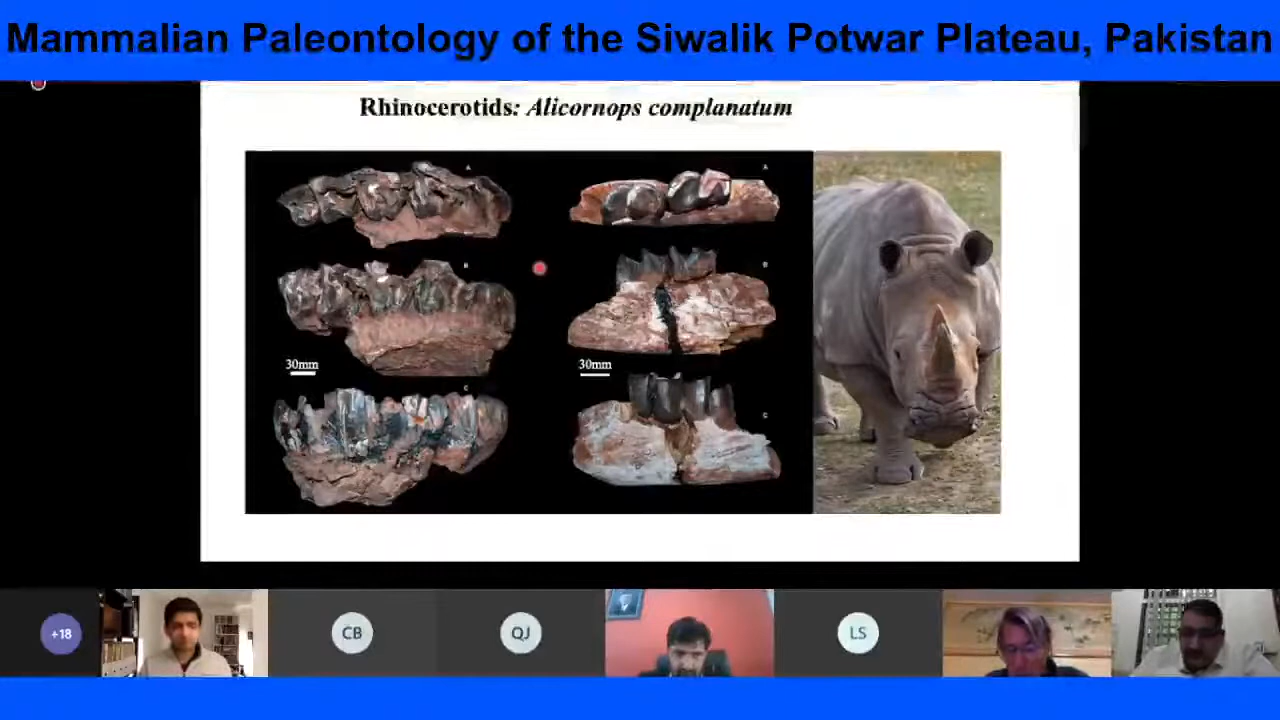 Mammalian Paleontology of the Siwalik Potwar Plateau, Pakistan
Rhinocerotids: Alicornops complanatum
A
A
B
30mm
30mm
C
C
+18
CB
QJ
LS